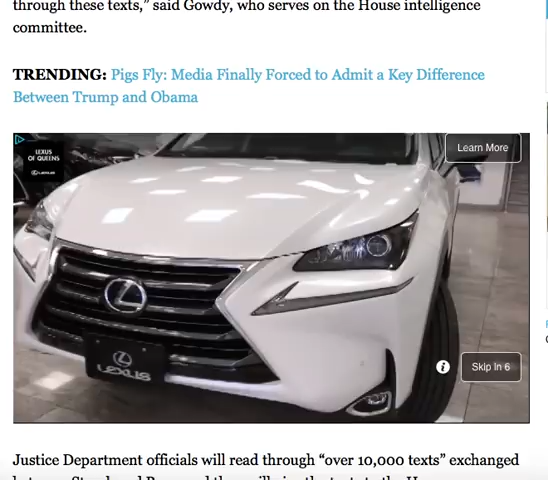 through these texts,” said Gowdy, who serves on the House intelligence
committee.
TRENDING: Pigs Fly: Media Finally Forced to Admit a Key Difference
Between Trump and Obama
LEXUS
OF QUEENS
Learn More
LEXUS
Skip In 6
Justice Department officials will read through “over 10,000 texts” exchanged